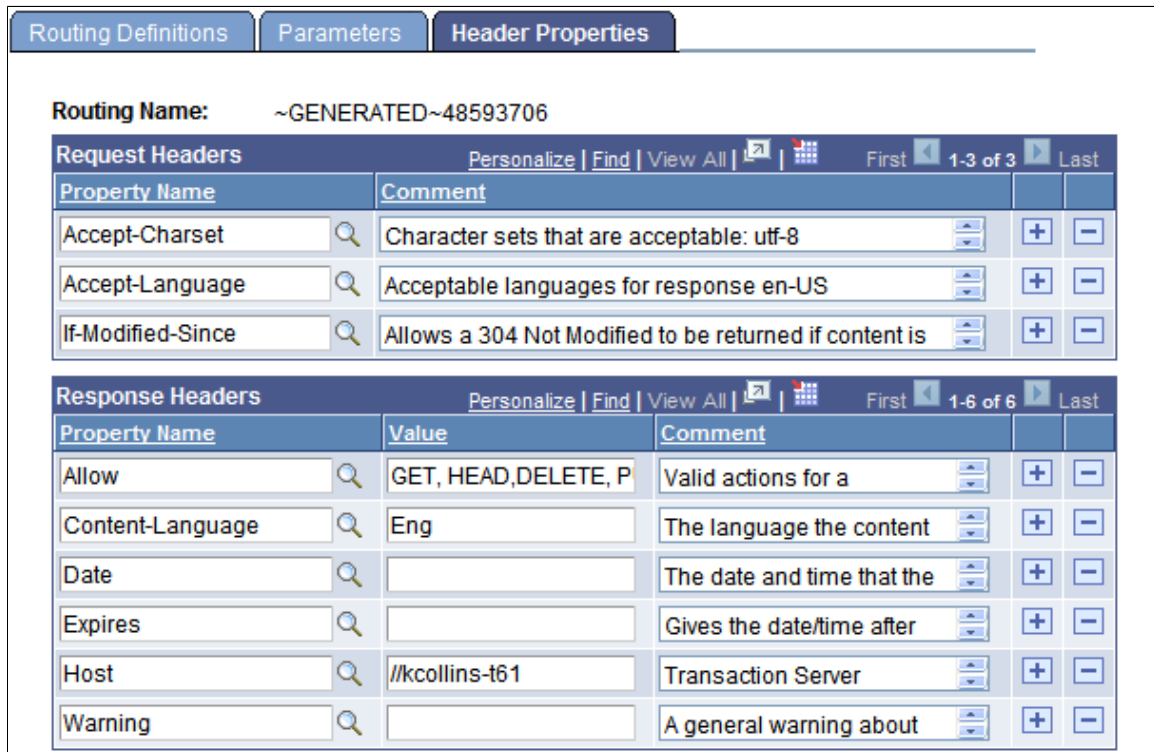 Routing Definitions Parameters Header Properties
Routing Name: ~GENERATED~48593706
Request Headers Personalize | Find | View All | | First 1-3 of 3 Last
Property Name Comment
Accept-Charset Character sets that are acceptable: utf-8
Accept-Language Acceptable languages for response en-US
If-Modified-Since Allows a 304 Not Modified to be returned if content is
Response Headers Personalize | Find | View All | | First 1-6 of 6 Last
Property Name Value Comment
Allow GET, HEAD,DELETE, Valid actions for a
Content-Language Eng The language the content
Date The date and time that the
Expires Gives the date/time after
Host //kcollins-t61 Transaction Server
Warning A general warning about